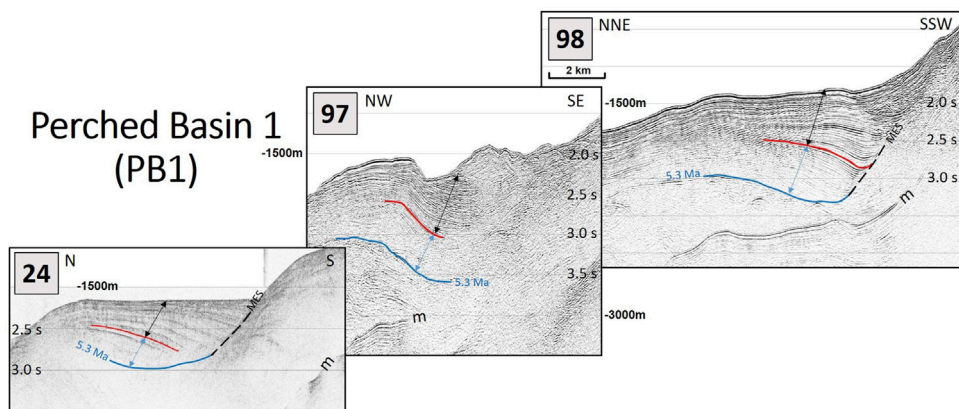 Perched Basin 1
(PB1)
24
N
S
-1500m
2.5 s
3.0 s
5.3 Ma
MES
m
97
NW
SE
-1500m
2.0 s
2.5 s
3.0 s
3.5 s
5.3 Ma
m
98
NNE
SSW
2 km
-1500m
2.0 s
2.5 s
3.0 s
5.3 Ma
MES
m
-3000m